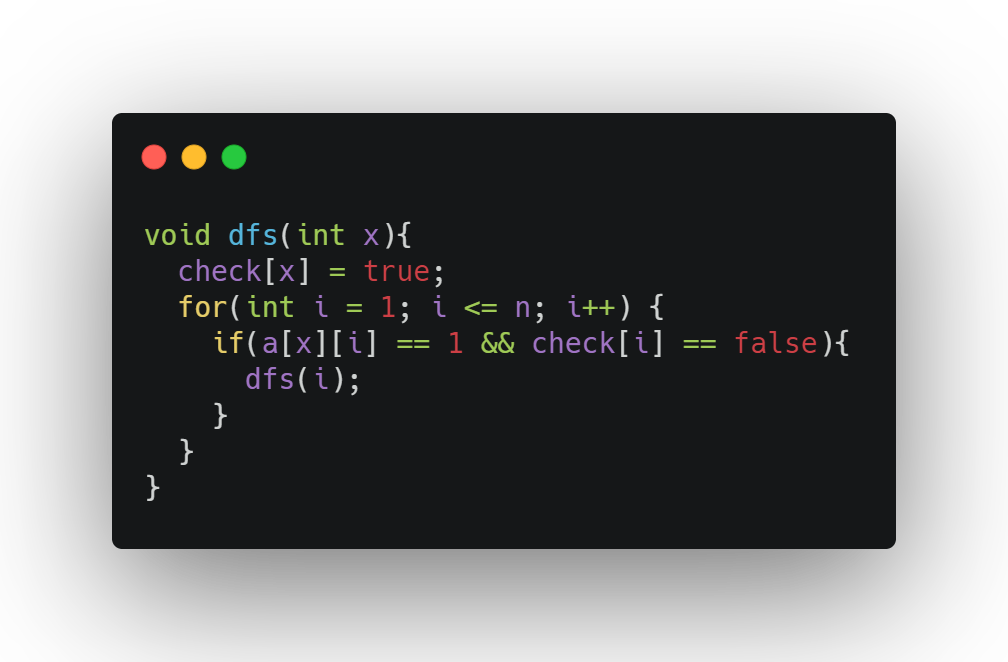 void dfs(int x){
  check[x] = true;
  for(int i = 1; i <= n; i++) {
    if(a[x][i] == 1 && check[i] == false){
      dfs(i);
    }
  }
}